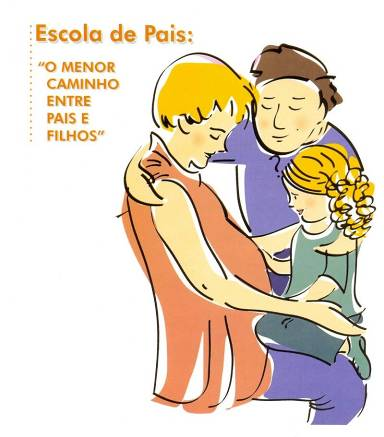 Escola de Pais:
“O MENOR
CAMINHO
ENTRE
PAIS E
FILHOS”